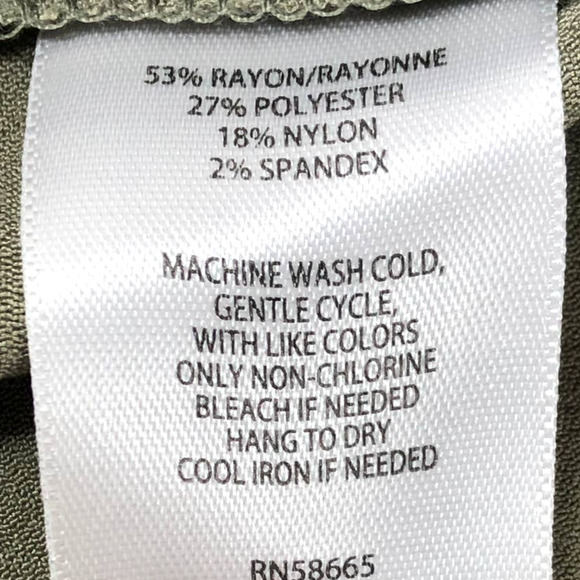 53% RAYON/RAYONNE
27% POLYESTER
18% NYLON
2% SPANDEX
MACHINE WASH COLD,
GENTLE CYCLE,
WITH LIKE COLORS
ONLY NON-CHLORINE
BLEACH IF NEEDED
HANG TO DRY
COOL IRON IF NEEDED
RN58665